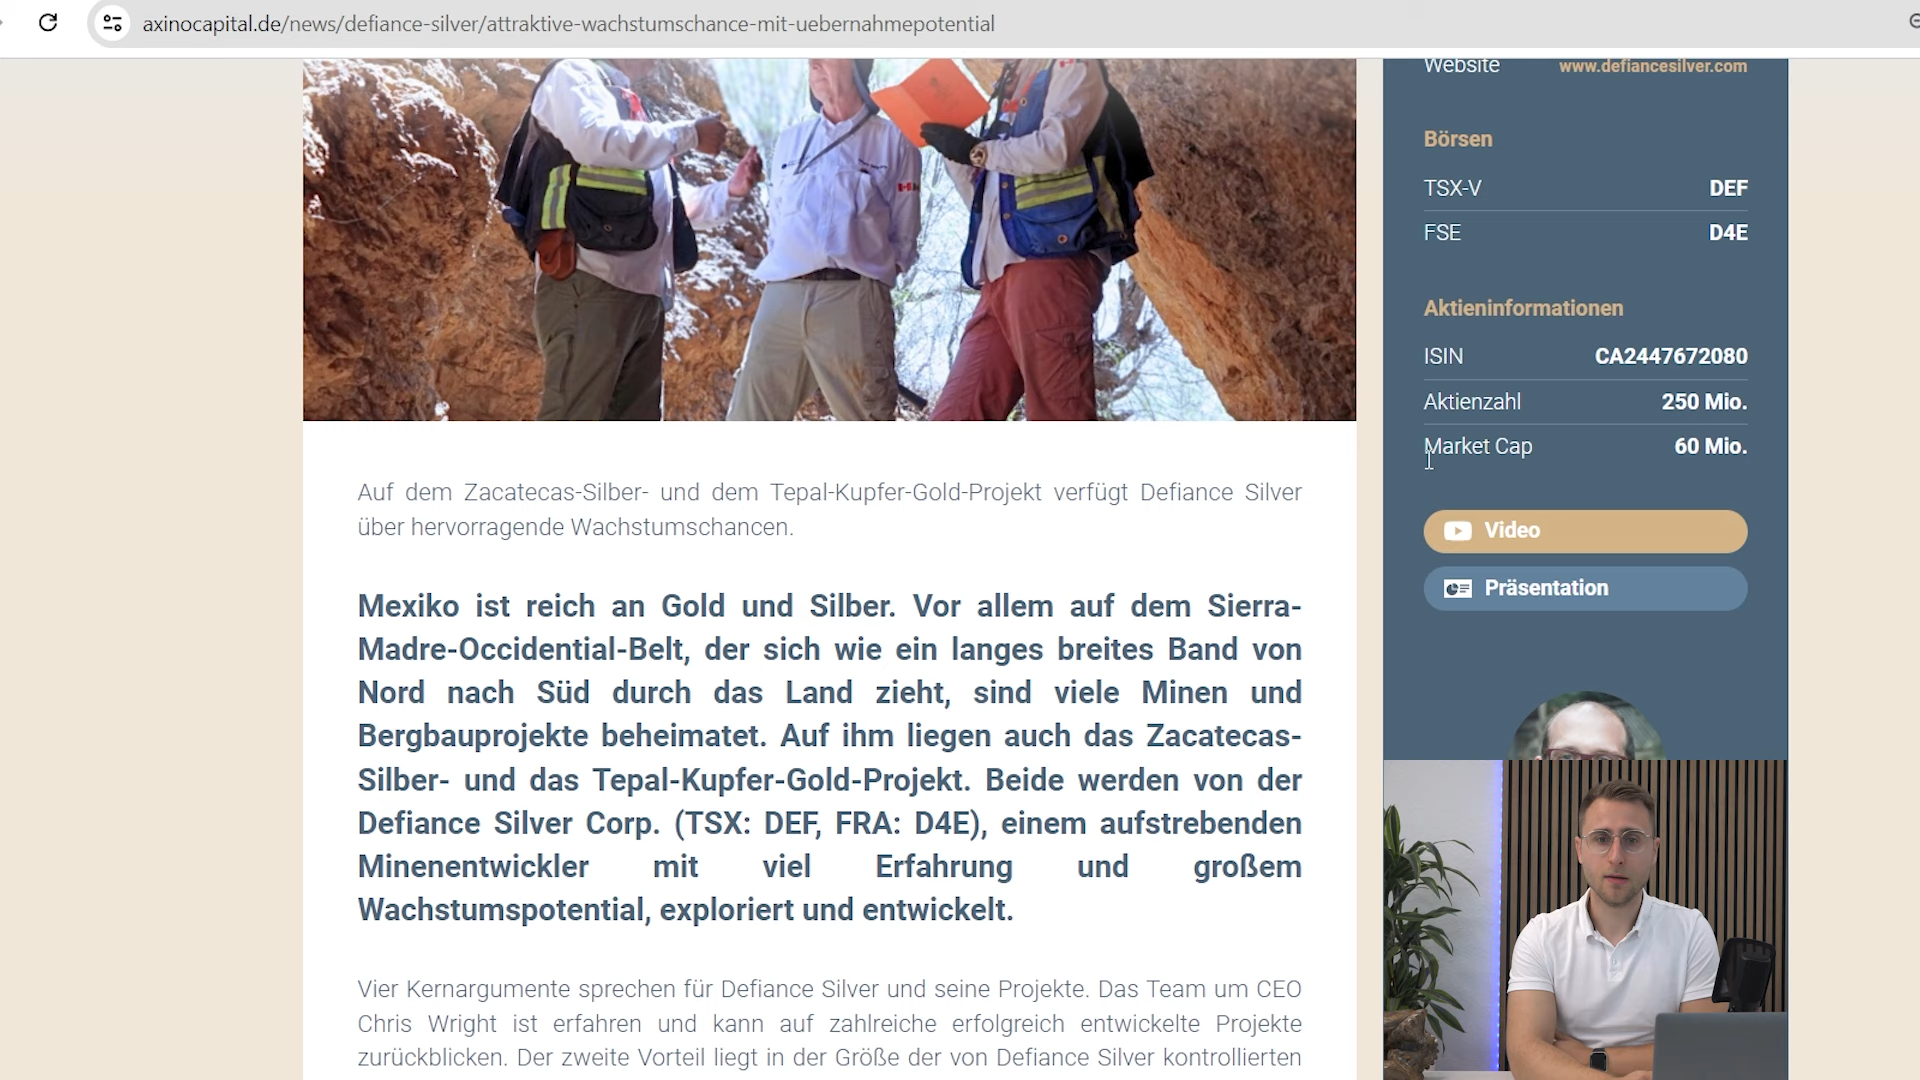 axinocapital.de/news/defiance-silver/attraktive-wachstumschance-mit-uebernahmepotential
Website www.defiancesilver.com
Börsen
TSX-V DEF
FSE D4E
Aktieninformationen
ISIN CA2447672080
Aktienzahl 250 Mio.
Market Cap 60 Mio.
Video
Präsentation
Auf dem Zacatecas-Silber- und dem Tepal-Kupfer-Gold-Projekt verfügt Defiance Silver
über hervorragende Wachstumschancen.
Mexiko ist reich an Gold und Silber. Vor allem auf dem Sierra-
Madre-Occidential-Belt, der sich wie ein langes breites Band von
Nord nach Süd durch das Land zieht, sind viele Minen und
Bergbauprojekte beheimatet. Auf ihm liegen auch das Zacatecas-
Silber- und das Tepal-Kupfer-Gold-Projekt. Beide werden von der
Defiance Silver Corp. (TSX: DEF, FRA: D4E), einem aufstrebenden
Minenentwickler mit viel Erfahrung und großem
Wachstumspotential, exploriert und entwickelt.
Vier Kernargumente sprechen für Defiance Silver und seine Projekte. Das Team um CEO
Chris Wright ist erfahren und kann auf zahlreiche erfolgreich entwickelte Projekte
zurückblicken. Der zweite Vorteil liegt in der Größe der von Defiance Silver kontrollierten